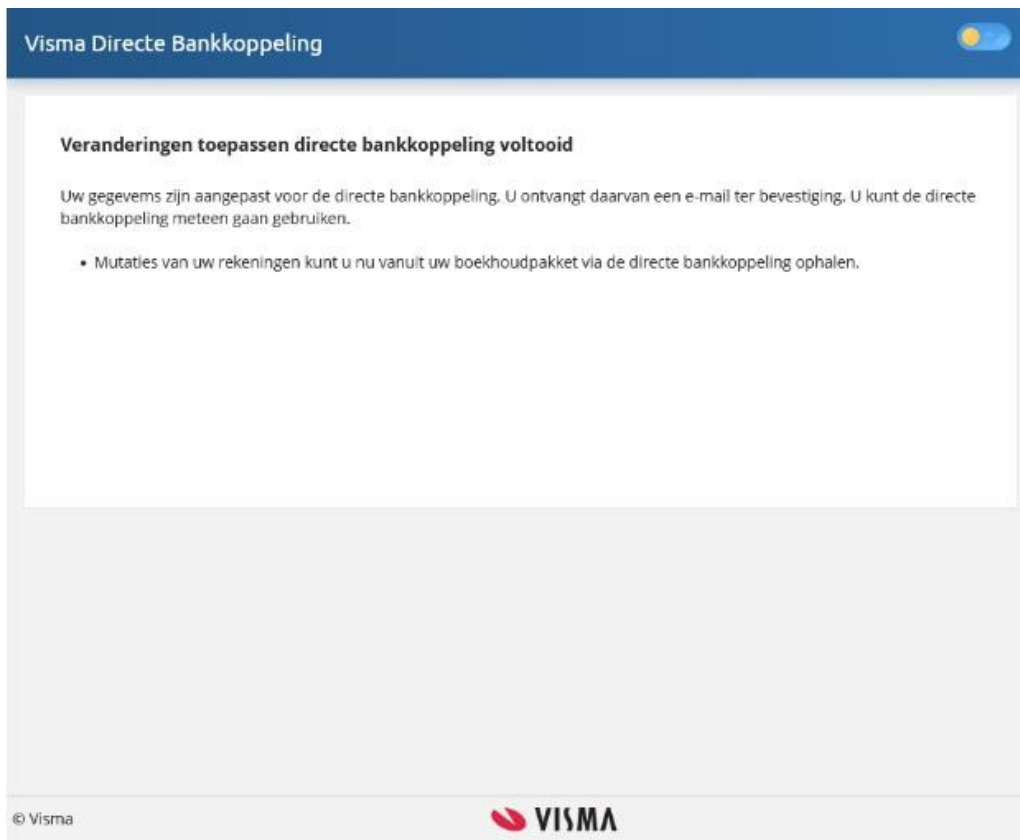 Visma Directe Bankkoppeling
Veranderingen toepassen directe bankkoppeling voltooid
Uw gegevems zijn aangepast voor de directe bankkoppeling. U ontvangt daarvan een e-mail ter bevestiging. U kunt de directe
bankkoppeling meteen gaan gebruiken.
• Mutaties van uw rekeningen kunt u nu vanuit uw boekhoudpakket via de directe bankkoppeling ophalen.
© Visma
VISMA